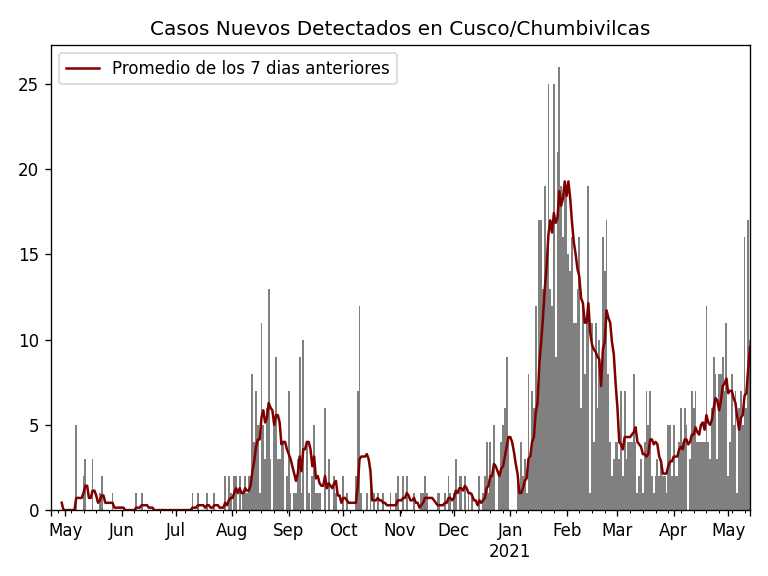 Casos Nuevos Detectados en Cusco/Chumbivilcas
Promedio de los 7 dias anteriores
25
20
15
10
5
0
May Jun Jul Aug Sep Oct Nov Dec Jan Feb Mar Apr May
2021